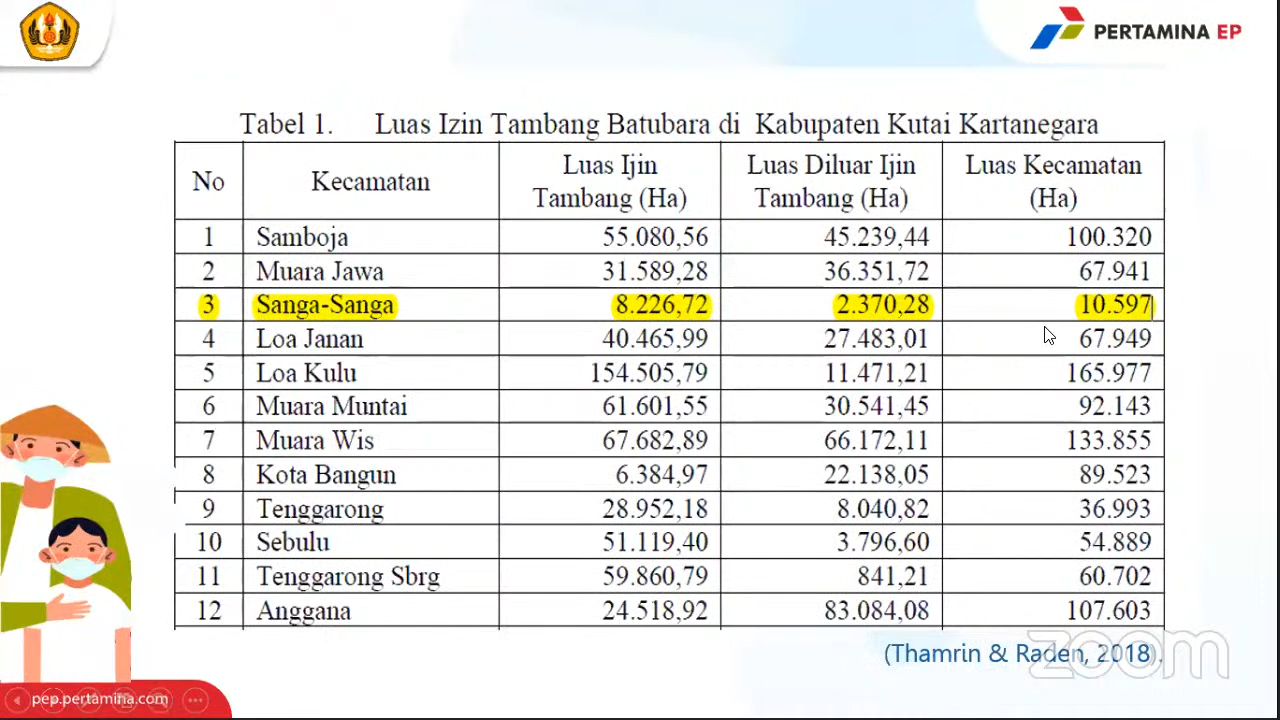 PERTAMINA EP
Tabel 1. Luas Izin Tambang Batubara di Kabupaten Kutai Kartanegara
No Kecamatan Luas Ijin Tambang (Ha) Luas Diluar Ijin Tambang (Ha) Luas Kecamatan (Ha)
1 Samboja 55.080,56 45.239,44 100.320
2 Muara Jawa 31.589,28 36.351,72 67.941
3 Sanga-Sanga 8.226,72 2.370,28 10.597
4 Loa Janan 40.465,99 27.483,01 67.949
5 Loa Kulu 154.505,79 11.471,21 165.977
6 Muara Muntai 61.601,55 30.541,45 92.143
7 Muara Wis 67.682,89 66.172,11 133.855
8 Kota Bangun 6.384,97 22.138,05 89.523
9 Tenggarong 28.952,18 8.040,82 36.993
10 Sebulu 51.119,40 3.796,60 54.889
11 Tenggarong Sbrg 59.860,79 841,21 60.702
12 Anggana 24.518,92 83.084,08 107.603
(Thamrin & Raden, 2018).
zoom
pep.pertamina.com